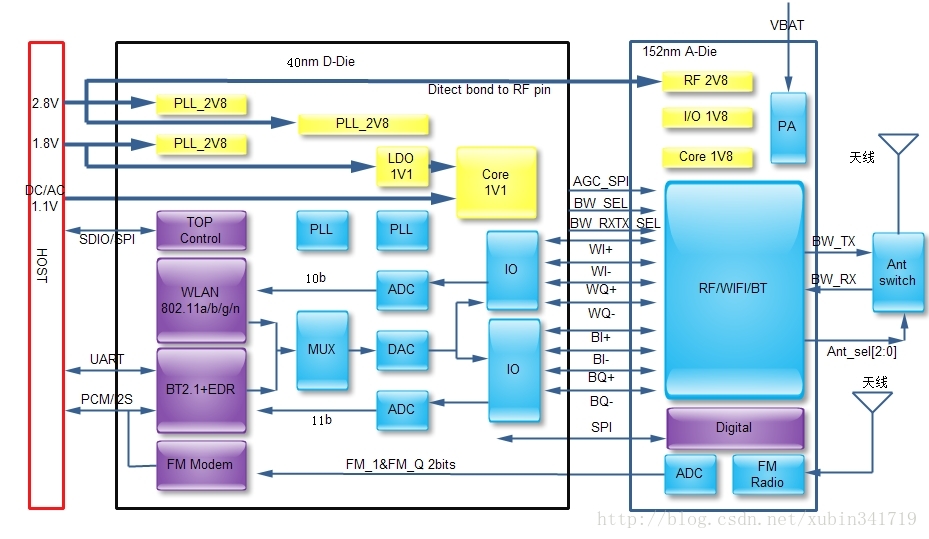 VBAT
40nm D-Die
152nm A-Die
Ditect bond to RF pin
2.8V
PLL_2V8
PLL_2V8
RF 2V8
I/O 1V8
PA
1.8V
PLL_2V8
LDO
1V1
Core
1V1
Core 1V8
天线
DC/AC
1.1V
AGC_SPI
BW_SEL
BW_RXTX_SEL
SDIO/SPI
TOP
Control
PLL
PLL
HOST
WLAN
802.11a/b/g/n
10b
ADC
IO
WI+
WI-
WQ+
WQ-
RF/WIFI/BT
BW_TX
BW_RX
Ant
switch
MUX
DAC
IO
BI+
BI-
BQ+
BQ-
Ant_sel[2:0]
UART
BT2.1+EDR
PCM/I2S
11b
ADC
天线
SPI
Digital
FM Modem
FM_1&FM_Q 2bits
ADC
FM
Radio
http://blog.csdn.net/xubin341719